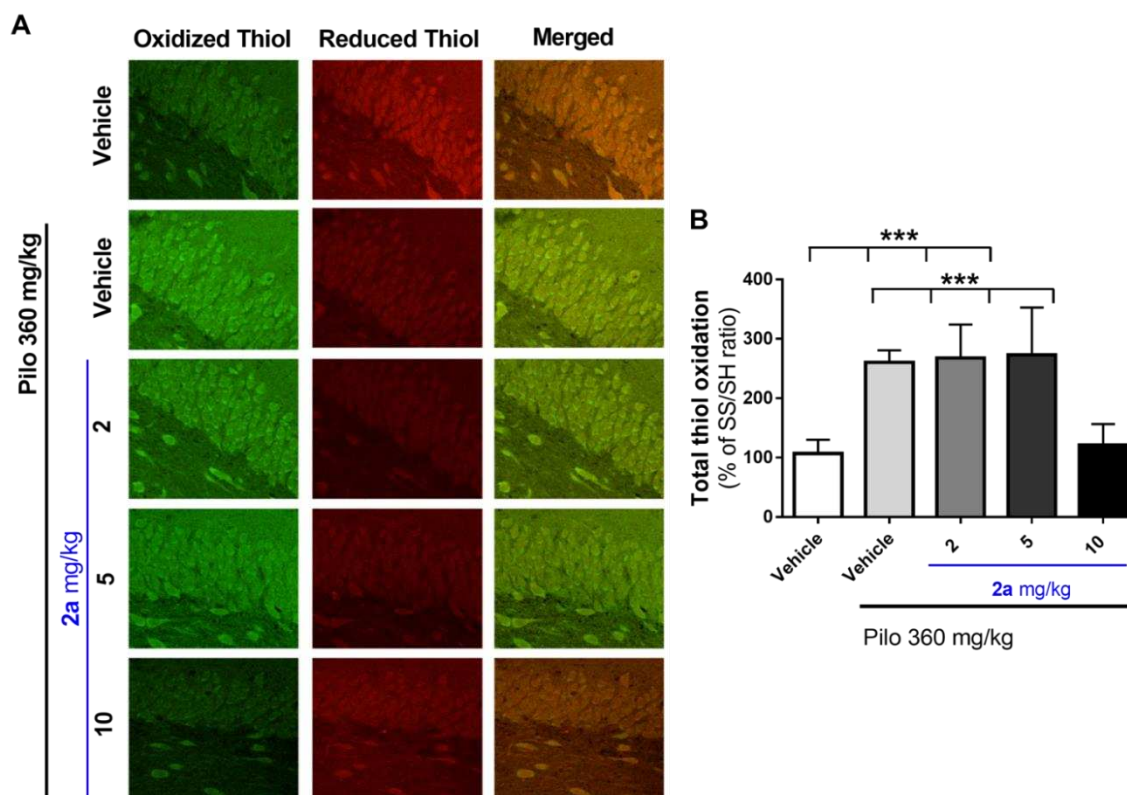 A
Oxidized Thiol Reduced Thiol Merged
Vehicle
Pilo 360 mg/kg
Vehicle
2a mg/kg
2
5
10
B
***
***
Total thiol oxidation
(% of SS/SH ratio)
400
300
200
100
0
Vehicle Vehicle 2 5 10
2a mg/kg
Pilo 360 mg/kg